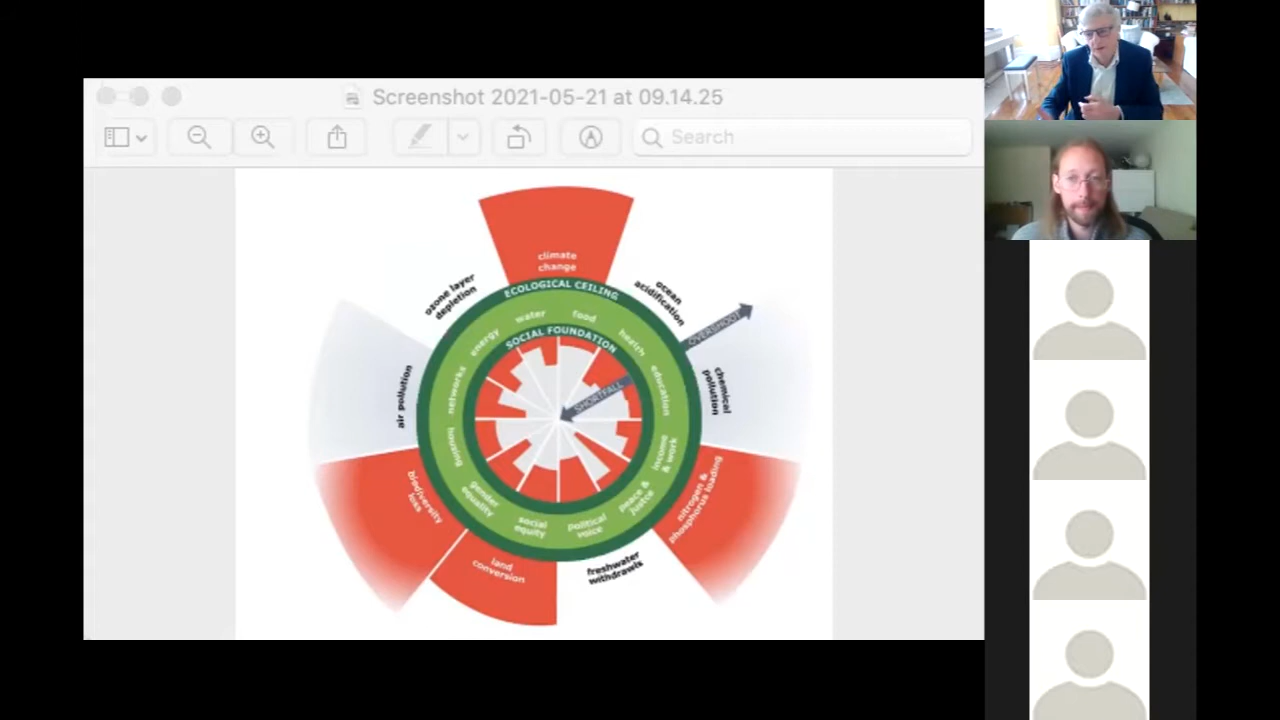 Screenshot 2021-05-21 at 09.14.25
Search
climate
change
ozone layer
depletion
ocean
acidification
ECOLOGICAL CEILING
OVERSHOOT
water
food
energy
health
SOCIAL FOUNDATION
SHORTFALL
air pollution
networks
education
chemical
pollution
housing
income
& work
biodiversity
loss
gender
equality
peace &
justice
nitrogen &
phosphorus loading
social
equity
political
voice
land
conversion
freshwater
withdrawls